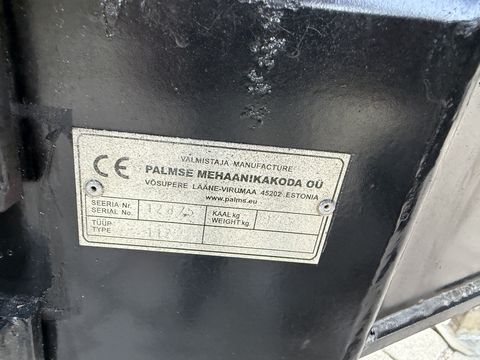 CE
VALMISTAJA MANUFACTURE
PALMSE MEHAANIKAKODA OÜ
VÕSUPERE LÄÄNE-VIRUMAA 45202 ESTONIA
www.palms.eu
SEERIA Nr. KAAL kg
SERIAL No. WEIGHT kg
TÜÜP
TYPE